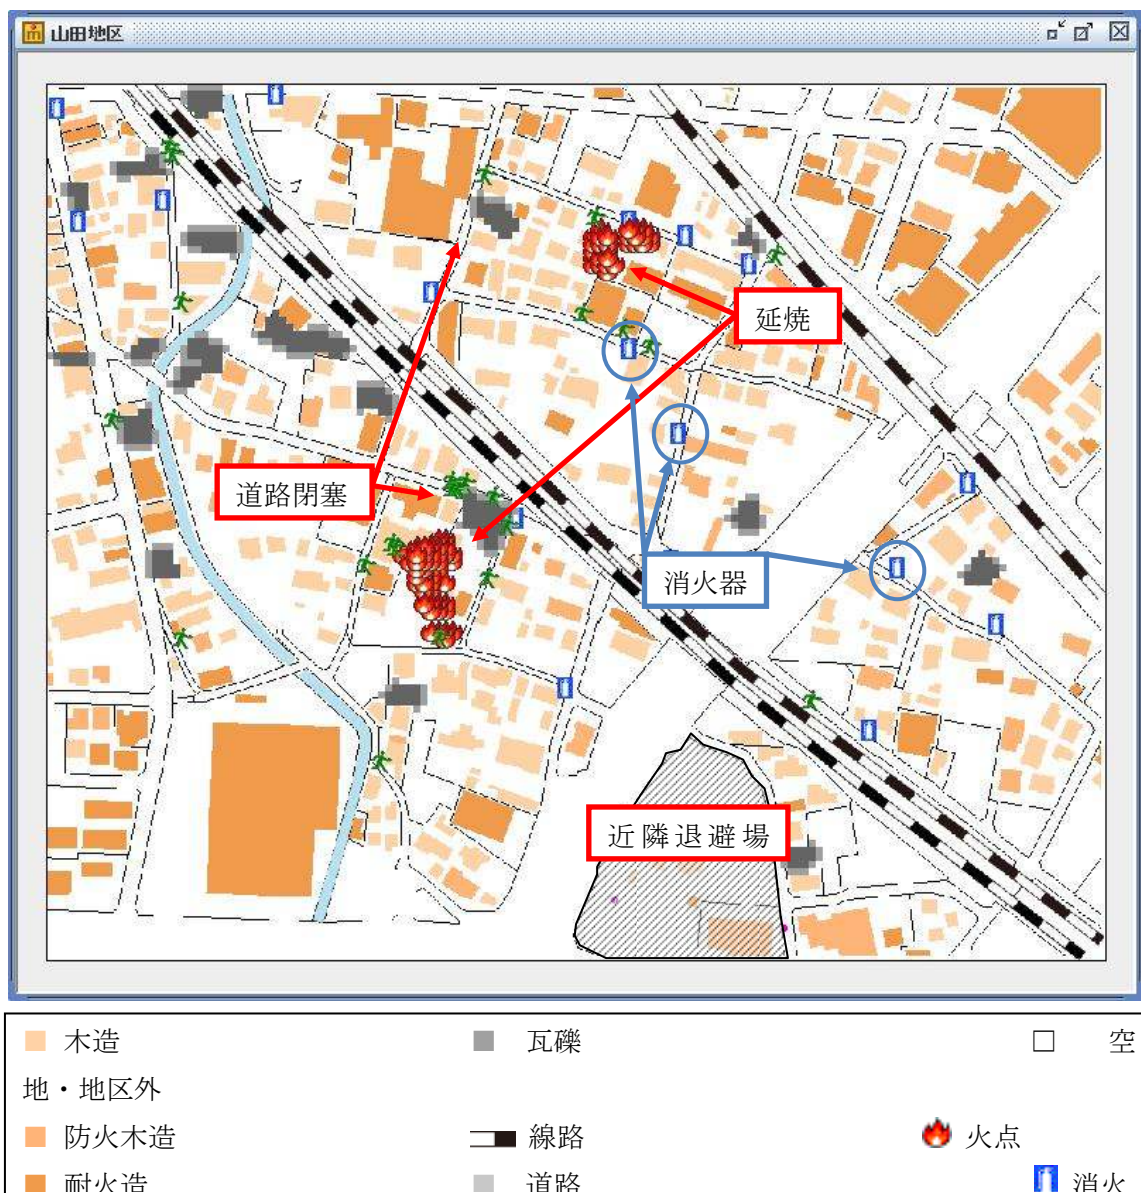 山田地区
延焼
道路閉塞
消火器
近隣退避場
木造 瓦礫 □ 空
地・地区外
防火木造 線路 火点
耐火造 道路 消火